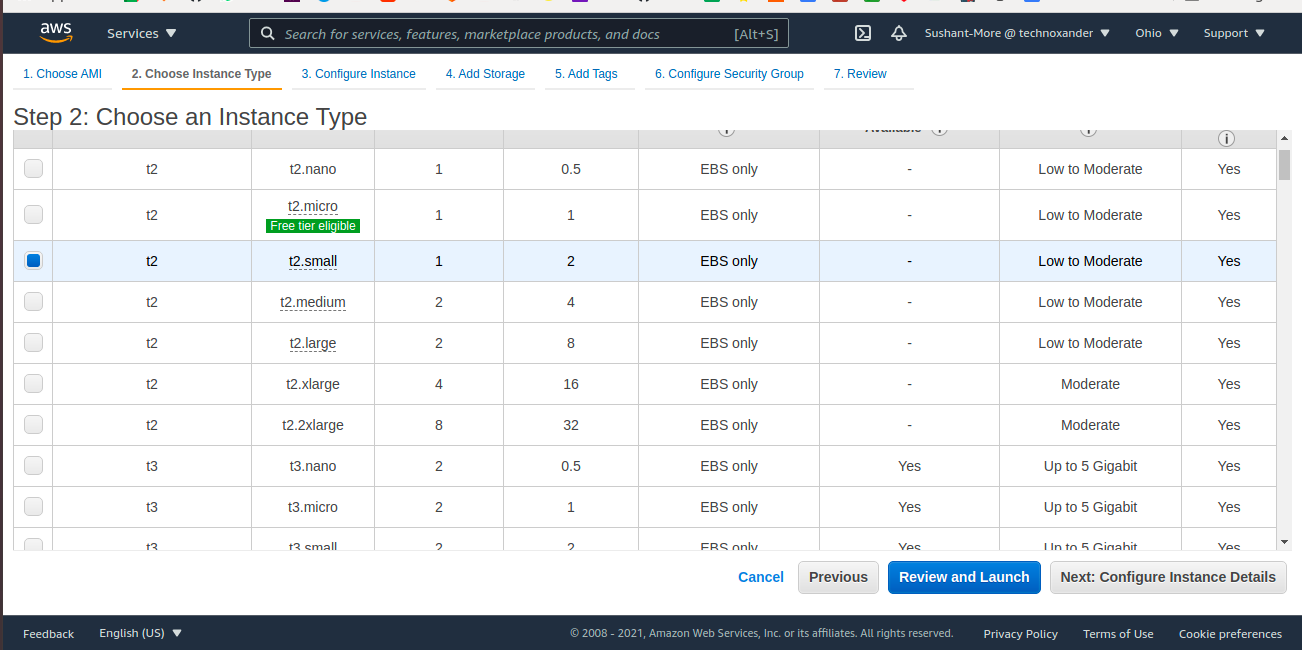 aws
Services
Search for services, features, marketplace products, and docs [Alt+S]
Sushant-More @ technoxander
Ohio
Support
1. Choose AMI 2. Choose Instance Type 3. Configure Instance 4. Add Storage 5. Add Tags 6. Configure Security Group 7. Review
Step 2: Choose an Instance Type
Available
t2 t2.nano 1 0.5 EBS only - Low to Moderate Yes
t2 t2.micro 1 1 EBS only - Low to Moderate Yes
Free tier eligible
t2 t2.small 1 2 EBS only - Low to Moderate Yes
t2 t2.medium 2 4 EBS only - Low to Moderate Yes
t2 t2.large 2 8 EBS only - Low to Moderate Yes
t2 t2.xlarge 4 16 EBS only - Moderate Yes
t2 t2.2xlarge 8 32 EBS only - Moderate Yes
t3 t3.nano 2 0.5 EBS only Yes Up to 5 Gigabit Yes
t3 t3.micro 2 1 EBS only Yes Up to 5 Gigabit Yes
t3 t3.small 2 2 EBS only Yes Up to 5 Gigabit Yes
Cancel Previous Review and Launch Next: Configure Instance Details
Feedback English (US) © 2008 - 2021, Amazon Web Services, Inc. or its affiliates. All rights reserved. Privacy Policy Terms of Use Cookie preferences